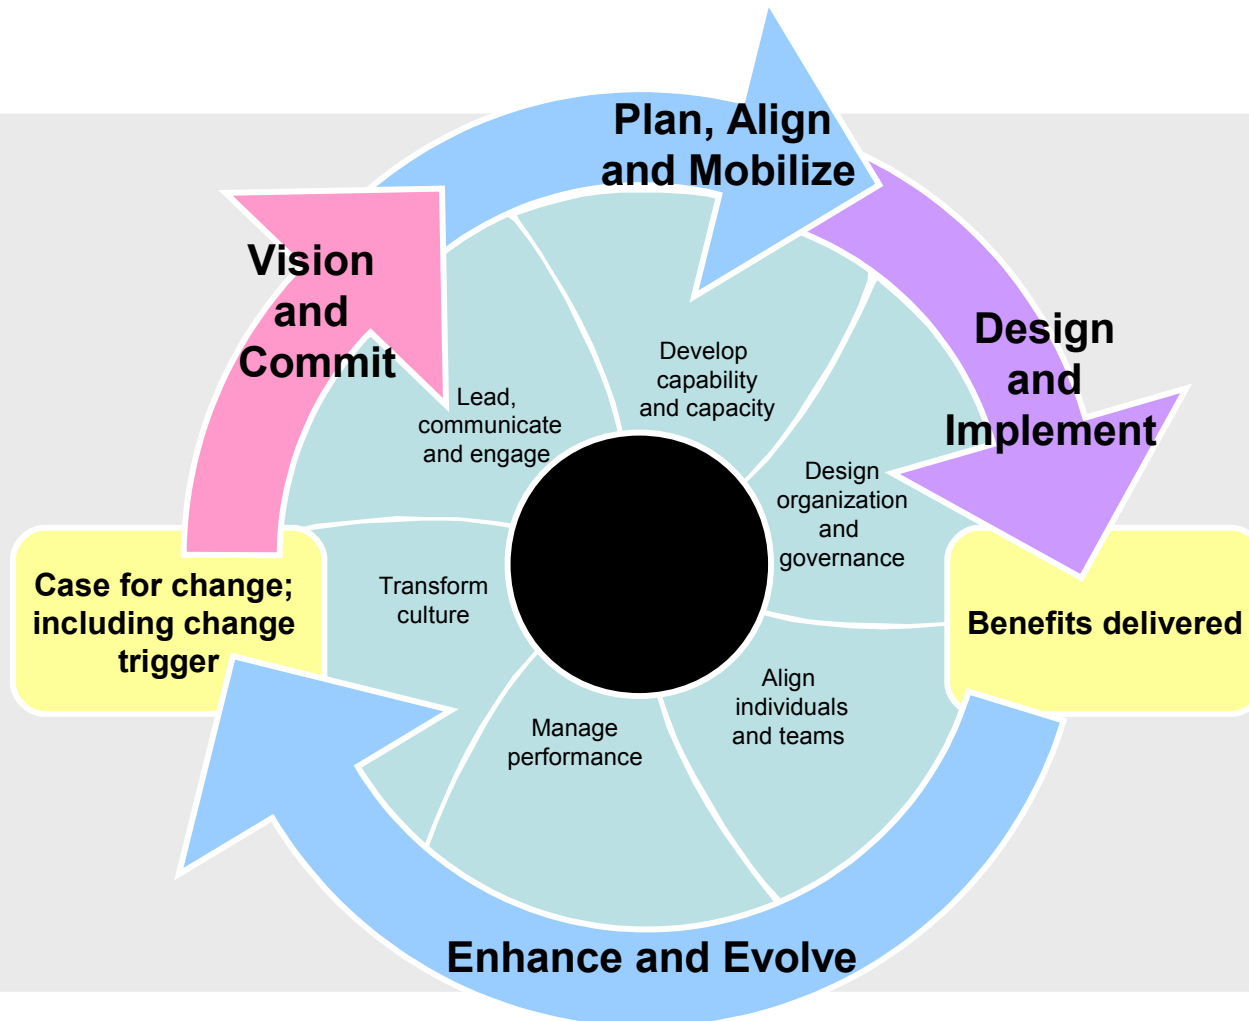 Plan, Align
and Mobilize
Vision
and
Commit
Design
and
Implement
Develop
capability
and capacity
Lead,
communicate
and engage
Design
organization
and
governance
Transform
culture
Case for change;
including change
trigger
Benefits delivered
Align
individuals
and teams
Manage
performance
Enhance and Evolve